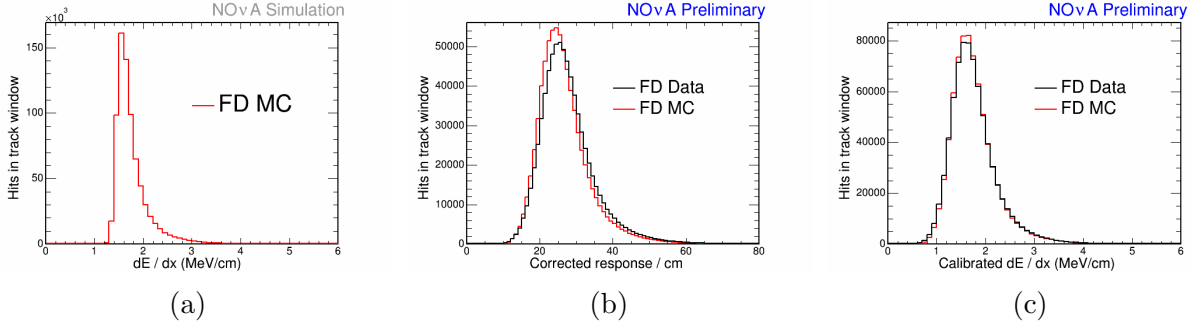 NOνA Simulation
×10³
150
100
50
0
Hits in track window
FD MC
0 1 2 3 4 5 6
dE / dx (MeV/cm)
(a)
NOνA Preliminary
50000
40000
30000
20000
10000
0
Hits in track window
FD Data
FD MC
0 20 40 60 80
Corrected response / cm
(b)
NOνA Preliminary
80000
60000
40000
20000
0
Hits in track window
FD Data
FD MC
0 1 2 3 4 5 6
Calibrated dE / dx (MeV/cm)
(c)